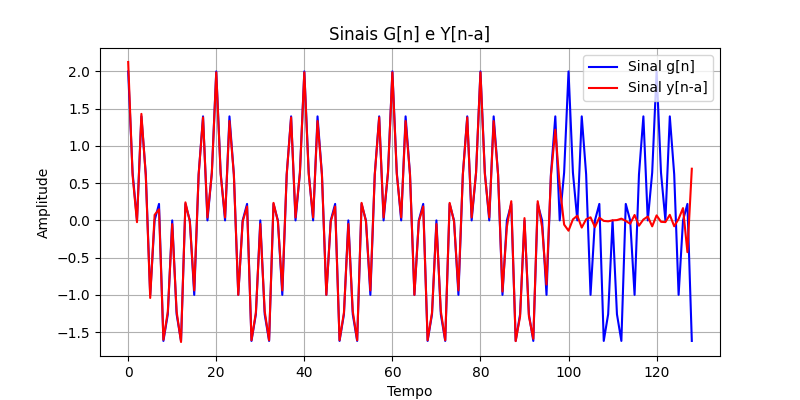 Sinais G[n] e Y[n-a]
Sinal g[n]
Sinal y[n-a]
Amplitude
2.0
1.5
1.0
0.5
0.0
−0.5
−1.0
−1.5
0 20 40 60 80 100 120
Tempo